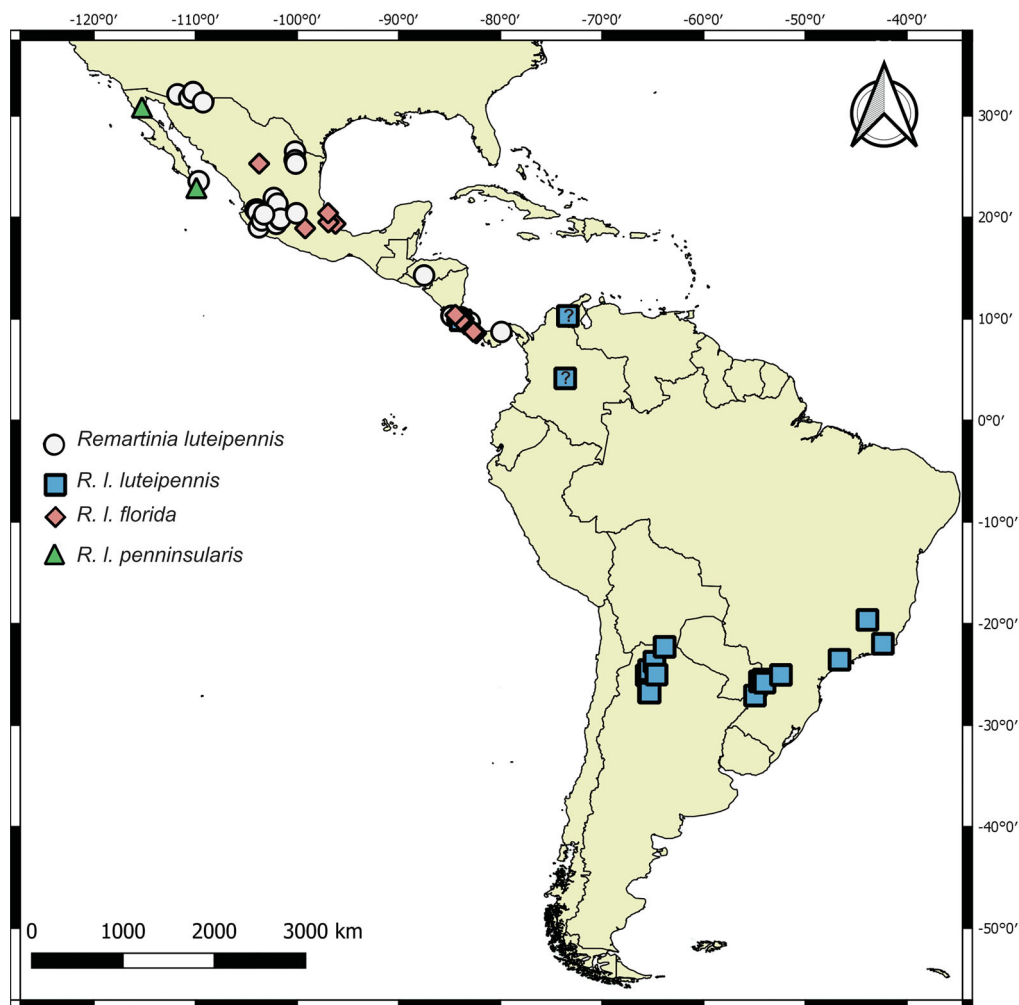 -120°0′ -110°0′ -100°0′ -90°0′ -80°0′ -70°0′ -60°0′ -50°0′ -40°0′
30°0′
20°0′
10°0′
?
?
0°0′
Remartinia luteipennis
R. l. luteipennis
R. l. florida
-10°0′
R. l. penninsularis
-20°0′
-30°0′
-40°0′
0 1000 2000 3000 km
-50°0′